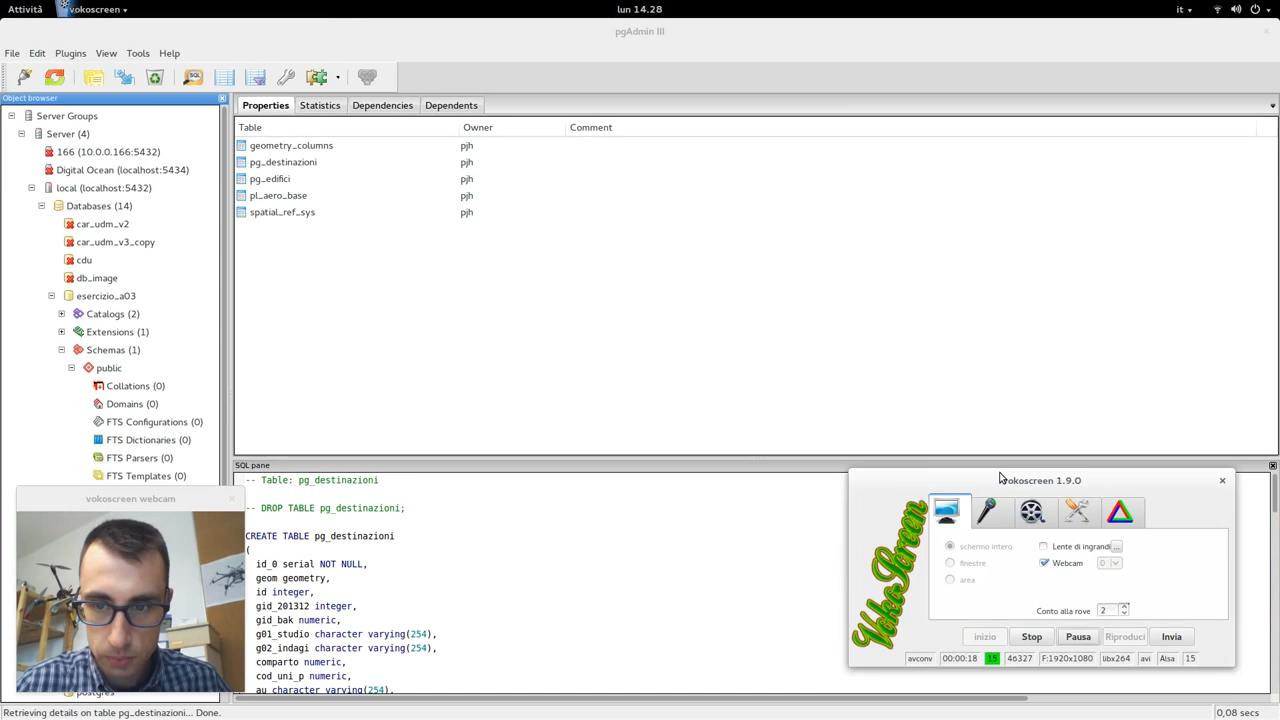 Attività
vokoscreen
lun 14.28
it
pgAdmin III
File Edit Plugins View Tools Help
Object browser
Server Groups
Server (4)
166 (10.0.0.166:5432)
Digital Ocean (localhost:5434)
local (localhost:5432)
Databases (14)
car_udm_v2
car_udm_v3_copy
cdu
db_image
esercizio_a03
Catalogs (2)
Extensions (1)
Schemas (1)
public
Collations (0)
Domains (0)
FTS Configurations (0)
FTS Dictionaries (0)
FTS Parsers (0)
FTS Templates (0)
postgres
Properties Statistics Dependencies Dependents
Table Owner Comment
geometry_columns pjh
pg_destinazioni pjh
pg_edifici pjh
pl_aero_base pjh
spatial_ref_sys pjh
SQL pane
-- Table: pg_destinazioni
-- DROP TABLE pg_destinazioni;
CREATE TABLE pg_destinazioni
(
id_0 serial NOT NULL,
geom geometry,
id integer,
gid_201312 integer,
gid_bak numeric,
g01_studio character varying(254),
g02_indagi character varying(254),
comparto numeric,
cod_uni_p numeric,
au character varying(254),
vokoscreen webcam
vokoscreen 1.9.0
VokoScreen
schermo intero
finestre
area
Lente di ingrandi ...
Webcam 0
Conto alla rove 2
inizio Stop Pausa Riproduci Invia
avconv 00:00:18 15 46327 F:1920x1080 libx264 avi Alsa 15
Retrieving details on table pg_destinazioni... Done.
0,08 secs
SQL